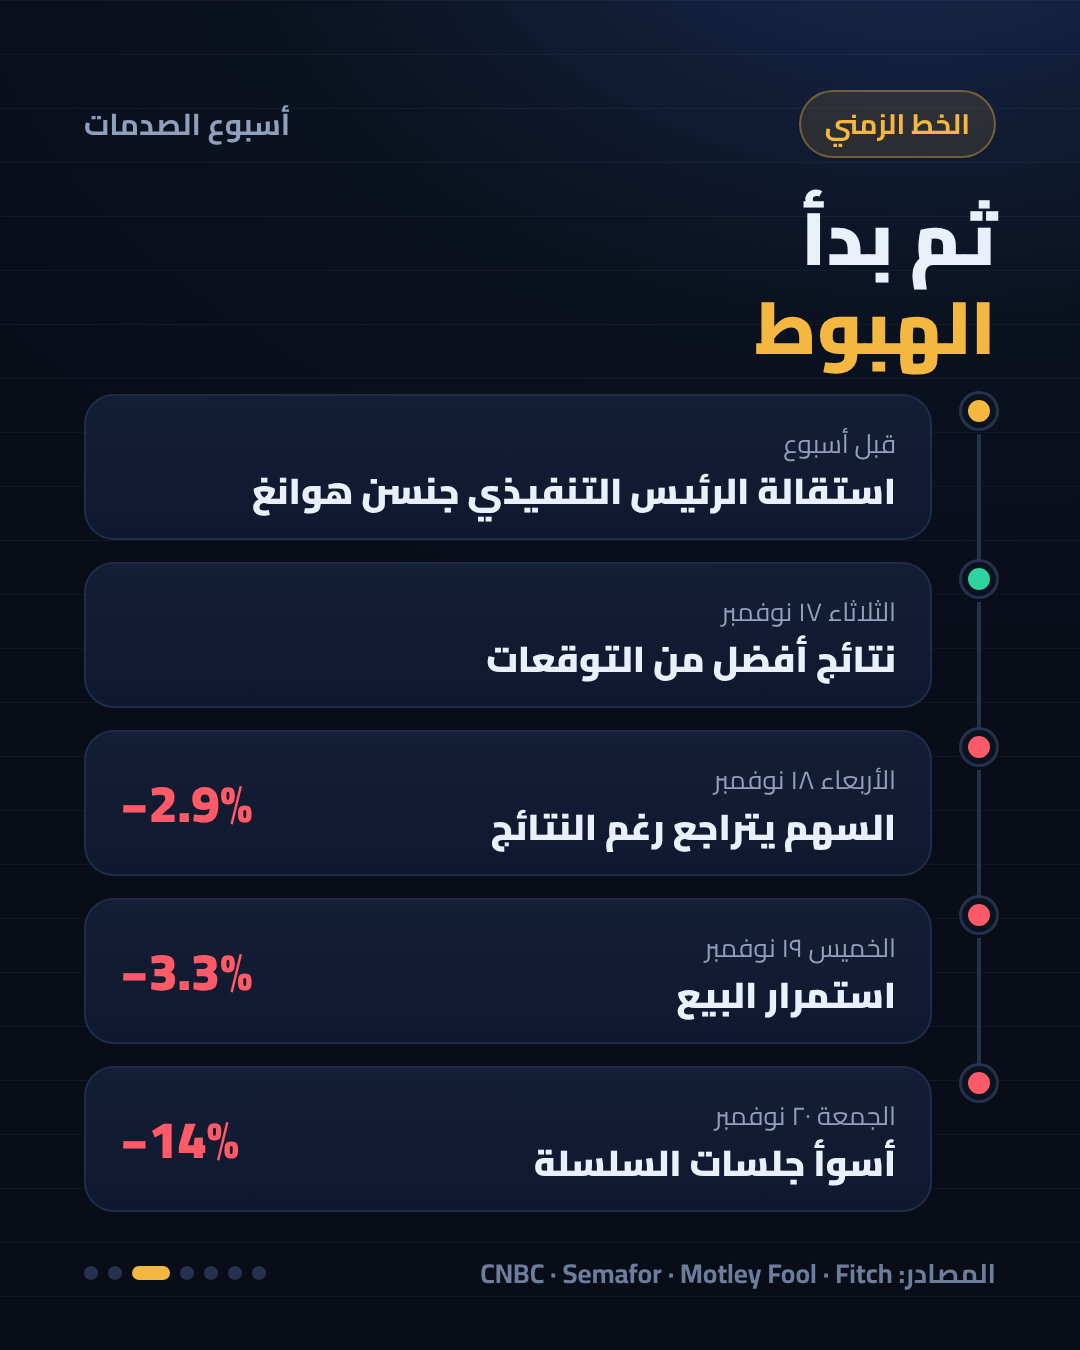 الخط الزمني
أسبوع الصدمات
ثم بدأ
الهبوط
قبل أسبوع
استقالة الرئيس التنفيذي جنسن هوانغ
الثلاثاء ١٧ نوفمبر
نتائج أفضل من التوقعات
الأربعاء ١٨ نوفمبر
السهم يتراجع رغم النتائج
−2.9%
الخميس ١٩ نوفمبر
استمرار البيع
−3.3%
الجمعة ٢٠ نوفمبر
أسوأ جلسات السلسلة
−14%
المصادر: CNBC · Semafor · Motley Fool · Fitch